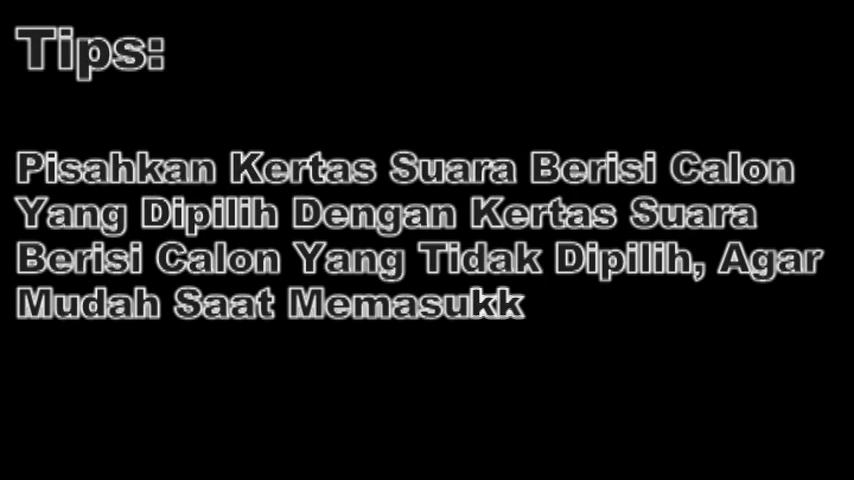 Tips:
Pisahkan Kertas Suara Berisi Calon
Yang Dipilih Dengan Kertas Suara
Berisi Calon Yang Tidak Dipilih, Agar
Mudah Saat Memasukk